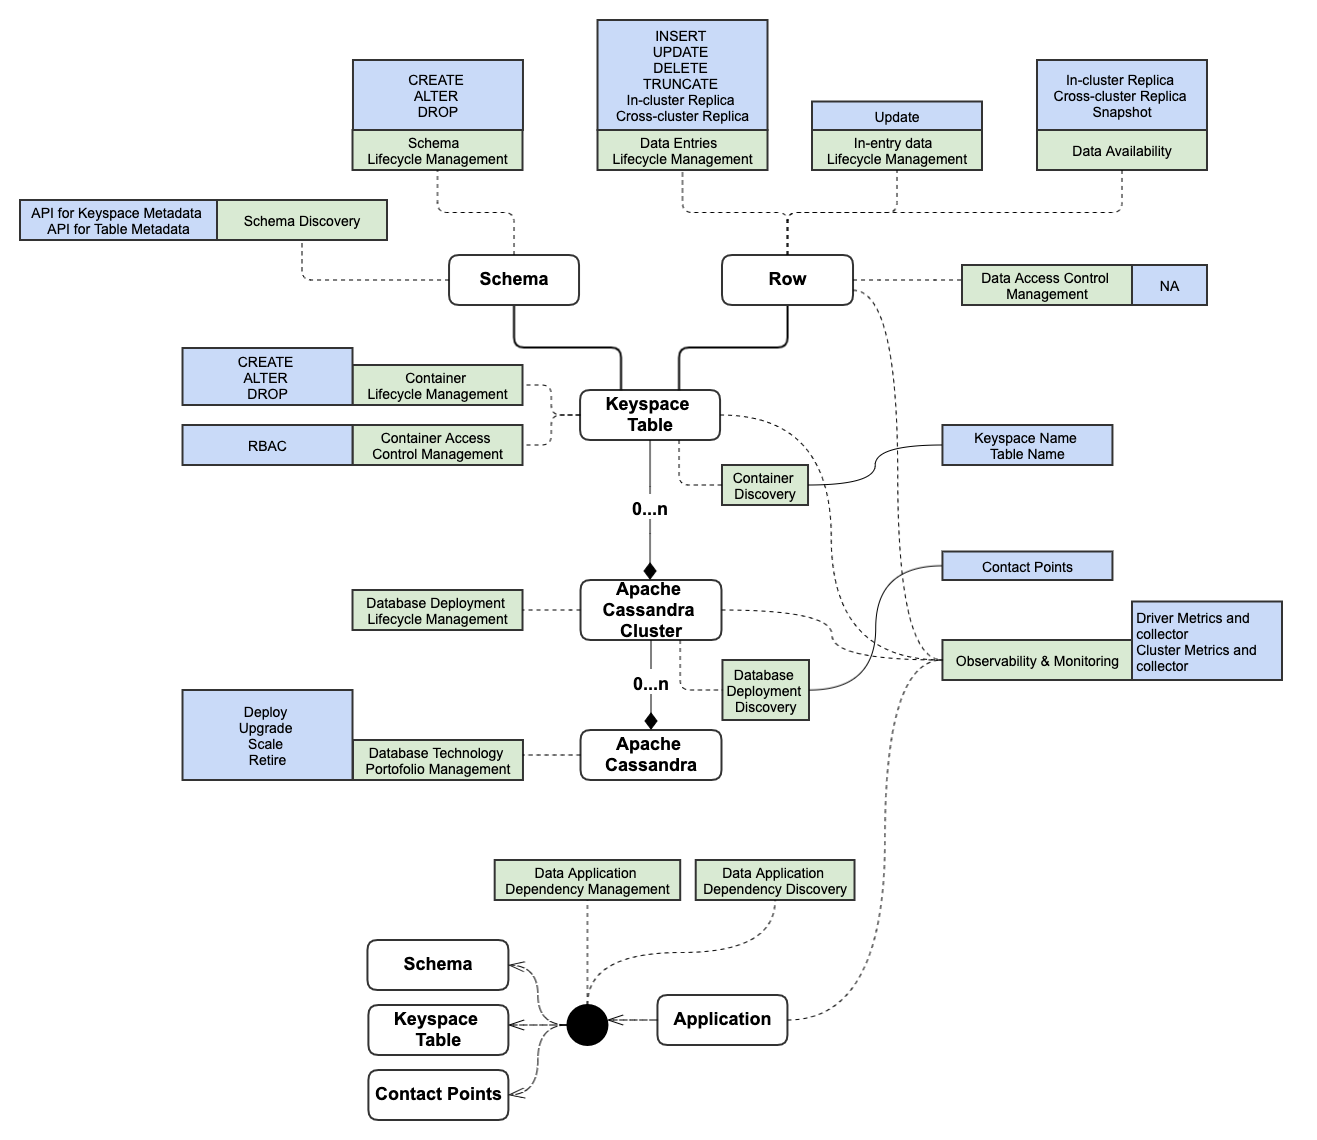 INSERT
UPDATE
DELETE
TRUNCATE
In-cluster Replica
Cross-cluster Replica
Data Entries
Lifecycle Management
CREATE
ALTER
DROP
Schema
Lifecycle Management
Update
In-entry data
Lifecycle Management
In-cluster Replica
Cross-cluster Replica
Snapshot
Data Availability
API for Keyspace Metadata
API for Table Metadata
Schema Discovery
Schema
Row
Data Access Control
Management
NA
CREATE
ALTER
DROP
Container
Lifecycle Management
Keyspace
Table
RBAC
Container Access
Control Management
Container
Discovery
Keyspace Name
Table Name
0...n
Contact Points
Apache
Cassandra
Cluster
Database Deployment
Lifecycle Management
Driver Metrics and
collector
Cluster Metrics and
collector
Observability & Monitoring
0...n
Database
Deployment
Discovery
Deploy
Upgrade
Scale
Retire
Database Technology
Portofolio Management
Apache
Cassandra
Data Application
Dependency Management
Data Application
Dependency Discovery
Schema
Keyspace
Table
Application
Contact Points